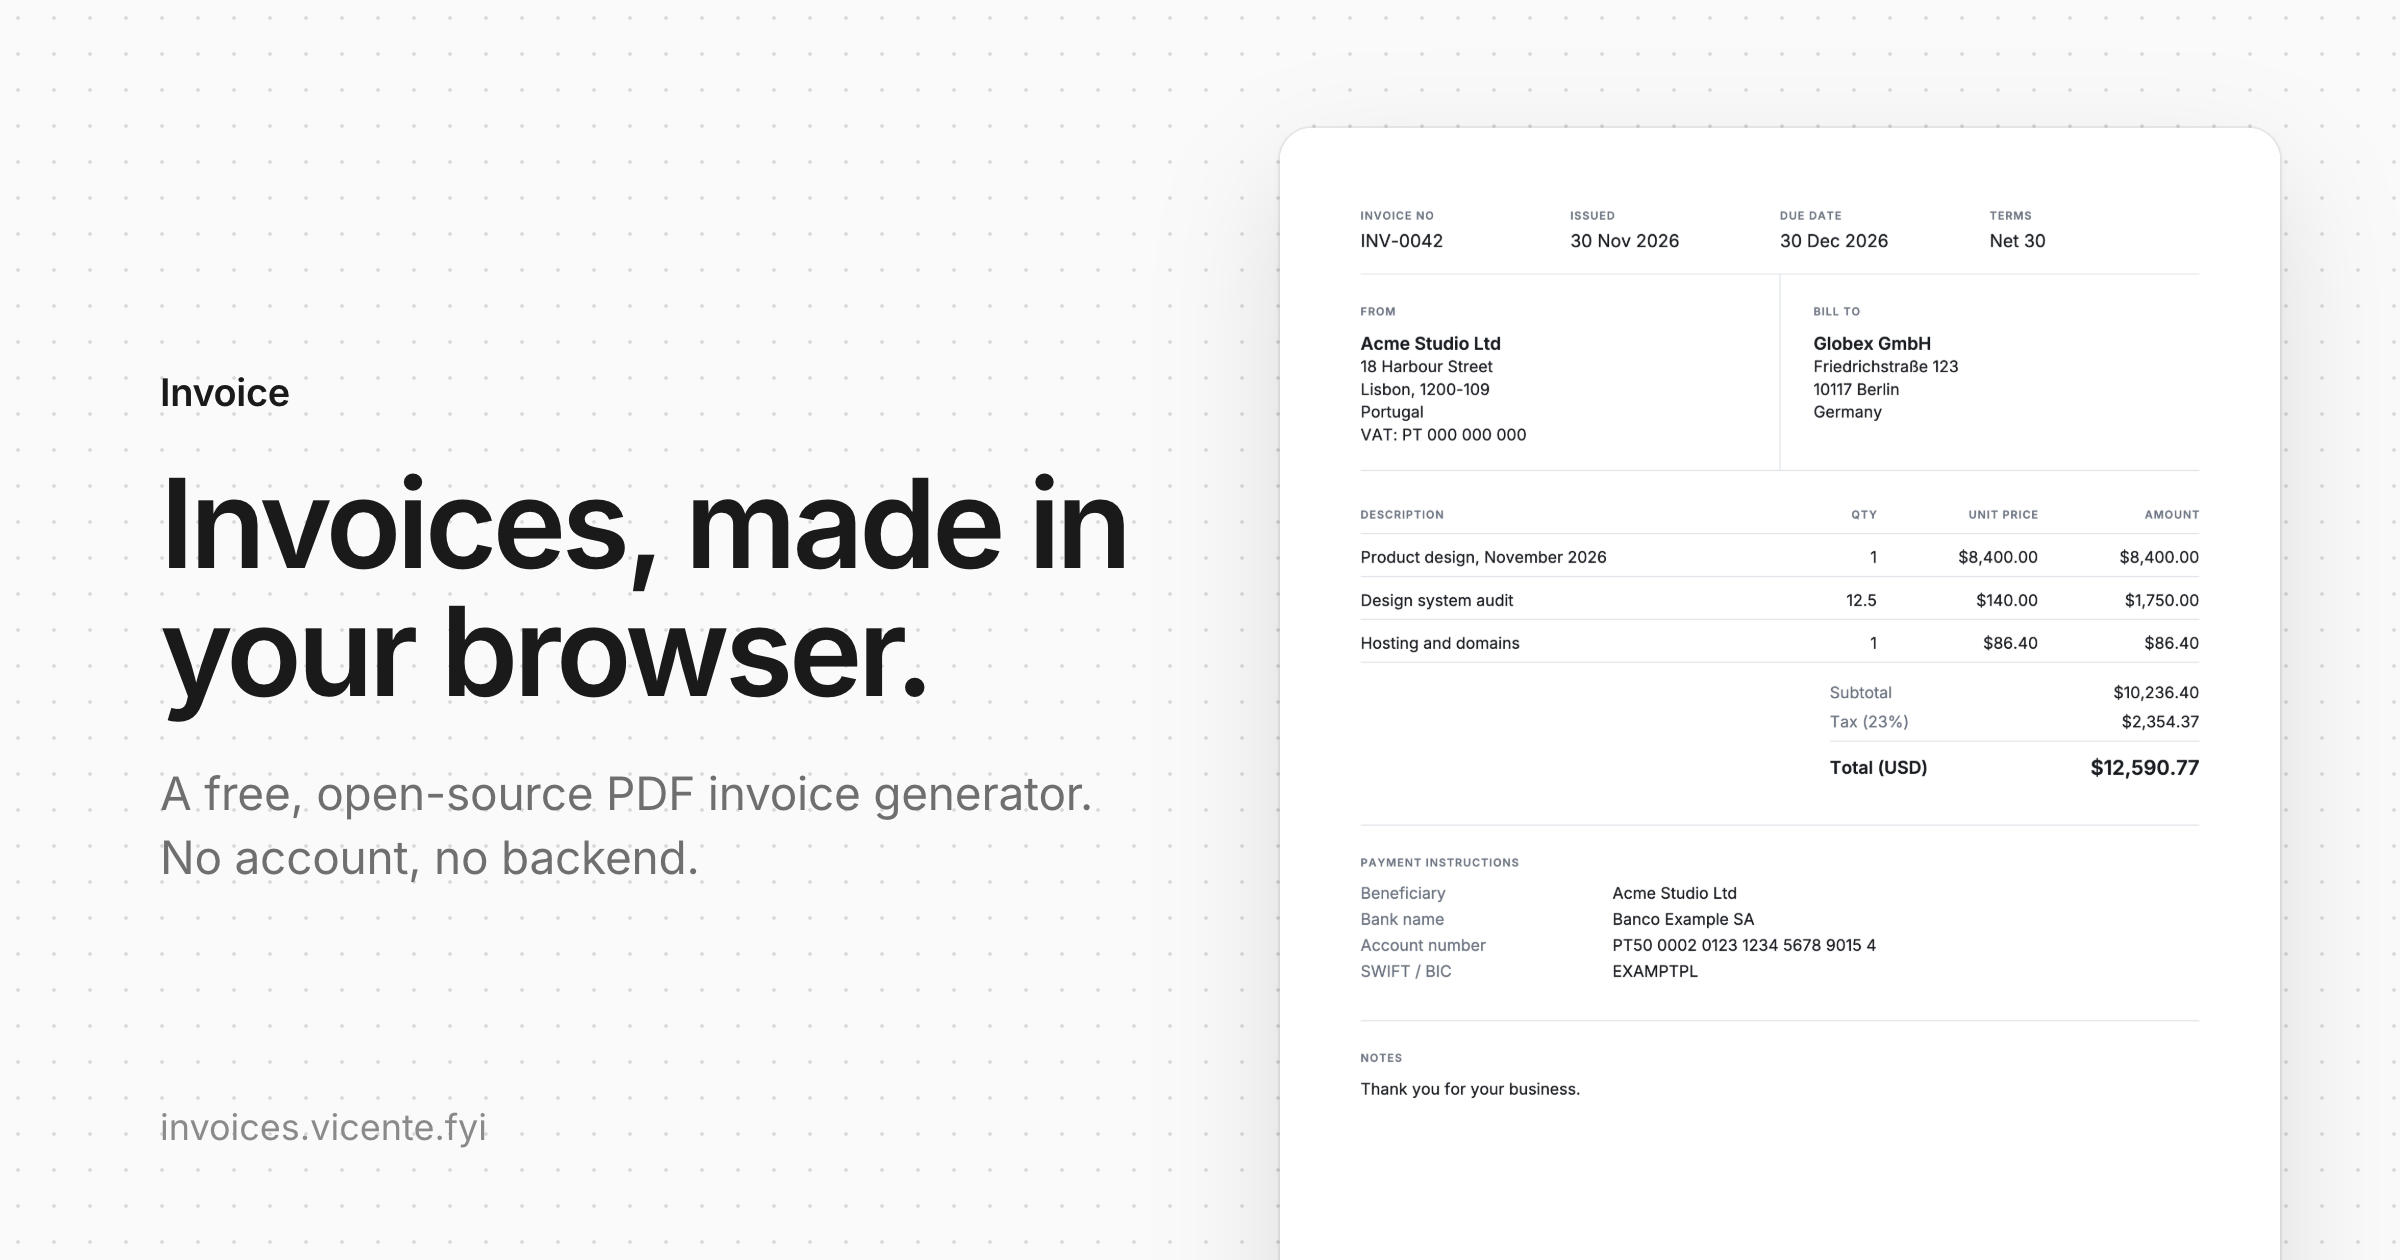 Invoice
Invoices, made in
your browser.
A free, open-source PDF invoice generator.
No account, no backend.
invoices.vicente.fyi
INVOICE NO ISSUED DUE DATE TERMS
INV-0042 30 Nov 2026 30 Dec 2026 Net 30
FROM
Acme Studio Ltd
18 Harbour Street
Lisbon, 1200-109
Portugal
VAT: PT 000 000 000
BILL TO
Globex GmbH
Friedrichstraße 123
10117 Berlin
Germany
DESCRIPTION QTY UNIT PRICE AMOUNT
Product design, November 2026 1 $8,400.00 $8,400.00
Design system audit 12.5 $140.00 $1,750.00
Hosting and domains 1 $86.40 $86.40
Subtotal $10,236.40
Tax (23%) $2,354.37
Total (USD) $12,590.77
PAYMENT INSTRUCTIONS
Beneficiary Acme Studio Ltd
Bank name Banco Example SA
Account number PT50 0002 0123 1234 5678 9015 4
SWIFT / BIC EXAMPTPL
NOTES
Thank you for your business.